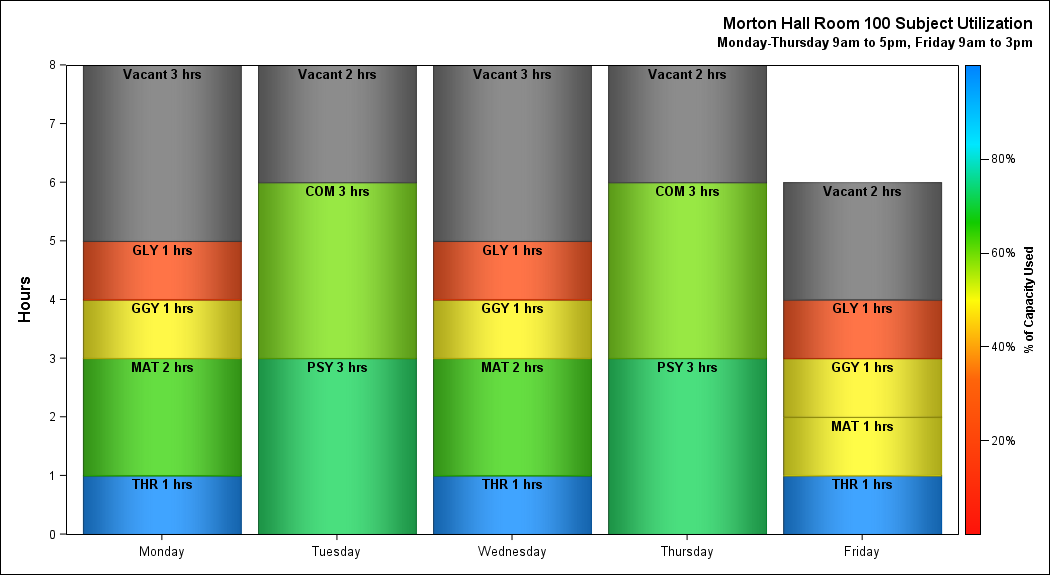 Morton Hall Room 100 Subject Utilization
Monday-Thursday 9am to 5pm, Friday 9am to 3pm
Hours
8
7
6
5
4
3
2
1
0
Vacant 3 hrs
GLY 1 hrs
GGY 1 hrs
MAT 2 hrs
THR 1 hrs
Vacant 2 hrs
COM 3 hrs
PSY 3 hrs
Vacant 3 hrs
GLY 1 hrs
GGY 1 hrs
MAT 2 hrs
THR 1 hrs
Vacant 2 hrs
COM 3 hrs
PSY 3 hrs
Vacant 2 hrs
GLY 1 hrs
GGY 1 hrs
MAT 1 hrs
THR 1 hrs
Monday
Tuesday
Wednesday
Thursday
Friday
80%
60%
40%
20%
% of Capacity Used